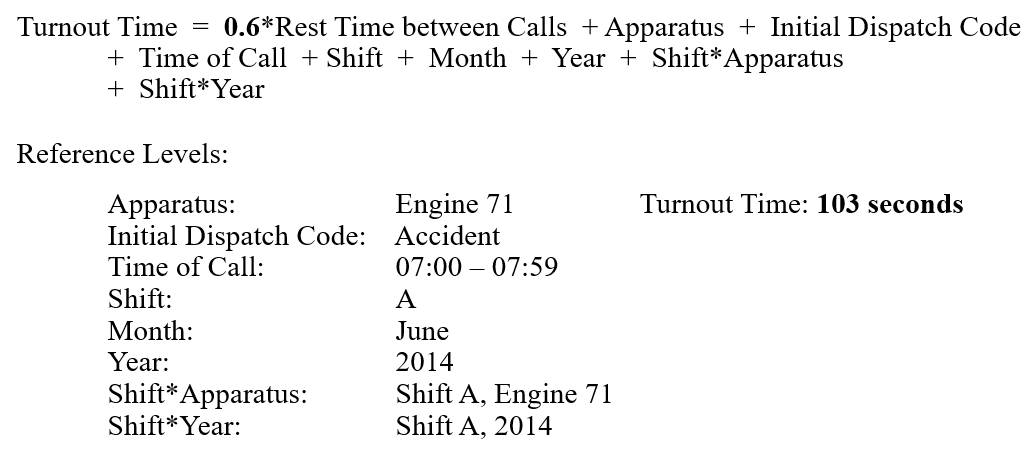 Turnout Time = 0.6*Rest Time between Calls + Apparatus + Initial Dispatch Code
+ Time of Call + Shift + Month + Year + Shift*Apparatus
+ Shift*Year
Reference Levels:
Apparatus: Engine 71 Turnout Time: 103 seconds
Initial Dispatch Code: Accident
Time of Call: 07:00 – 07:59
Shift: A
Month: June
Year: 2014
Shift*Apparatus: Shift A, Engine 71
Shift*Year: Shift A, 2014